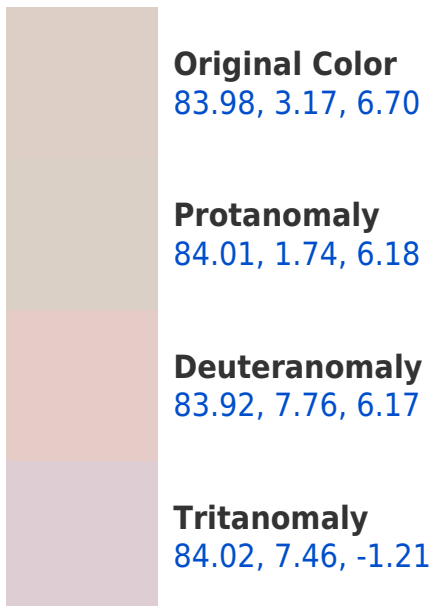 Original Color
83.98, 3.17, 6.70
Protanomaly
84.01, 1.74, 6.18
Deuteranomaly
83.92, 7.76, 6.17
Tritanomaly
84.02, 7.46, -1.21